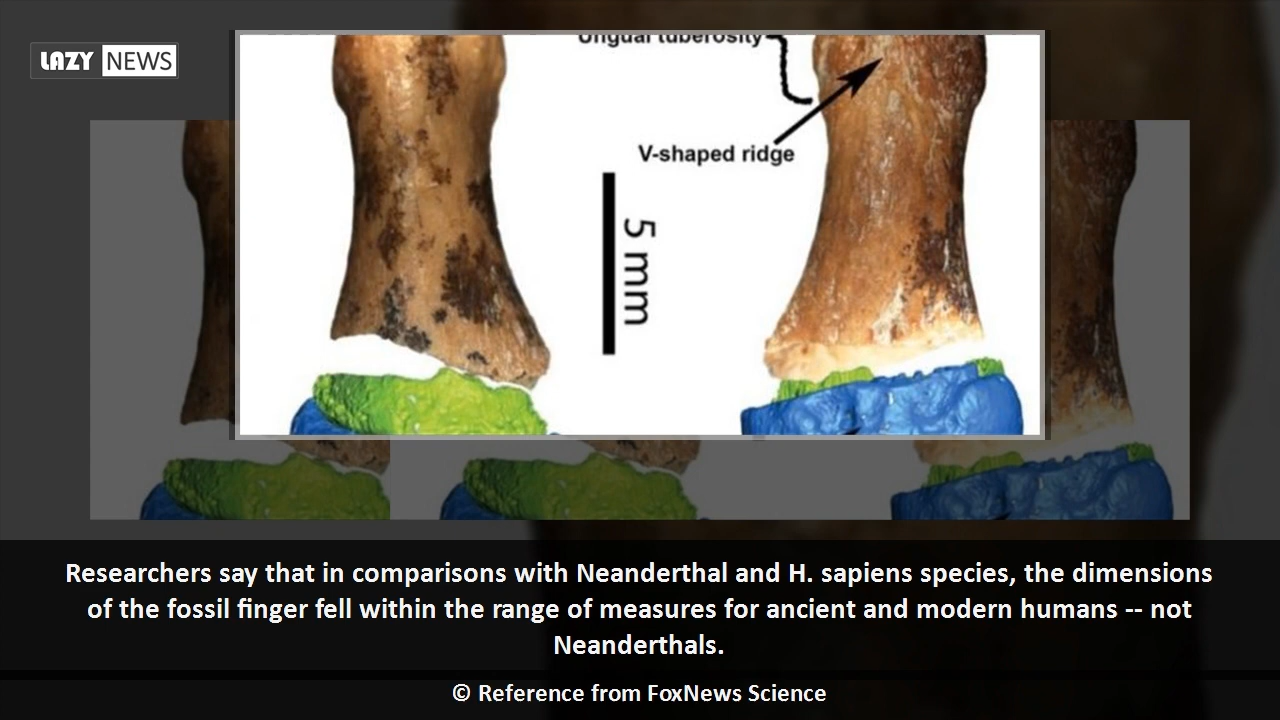 LAZY NEWS
Ungual tuberosity
V-shaped ridge
5 mm
Researchers say that in comparisons with Neanderthal and H. sapiens species, the dimensions
of the fossil finger fell within the range of measures for ancient and modern humans -- not
Neanderthals.
© Reference from FoxNews Science